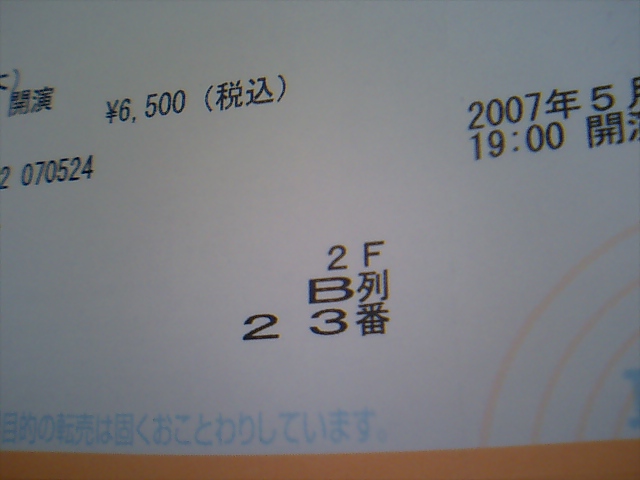 開演 ¥6,500 (税込)
2 070524
2007年5月
19:00 開演
2F
B列
23番
目的の転売は固くおことわりしています。